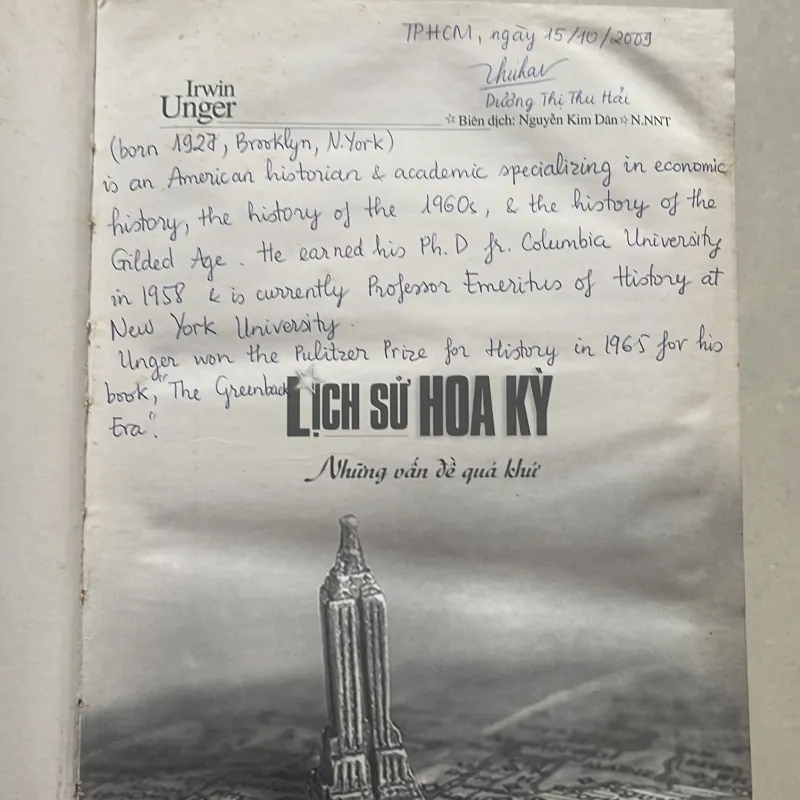 TPHCM, ngày 15/10/2009
Thuhai
Dương Thị Thu Hải
Irwin
Unger
☆ Biên dịch: Nguyễn Kim Dân ☆ N.NNT
(born 1927, Brooklyn, N.York)
is an American historian & academic specializing in economic
history, the history of the 1960s, & the history of the
Gilded Age. He earned his Ph.D fr. Columbia University
in 1958 & is currently Professor Emeritus of History at
New York University.
Unger won the Pulitzer Prize for History in 1965 for his
book, "The Greenback
Era".
LỊCH SỬ HOA KỲ
Những vấn đề quá khứ